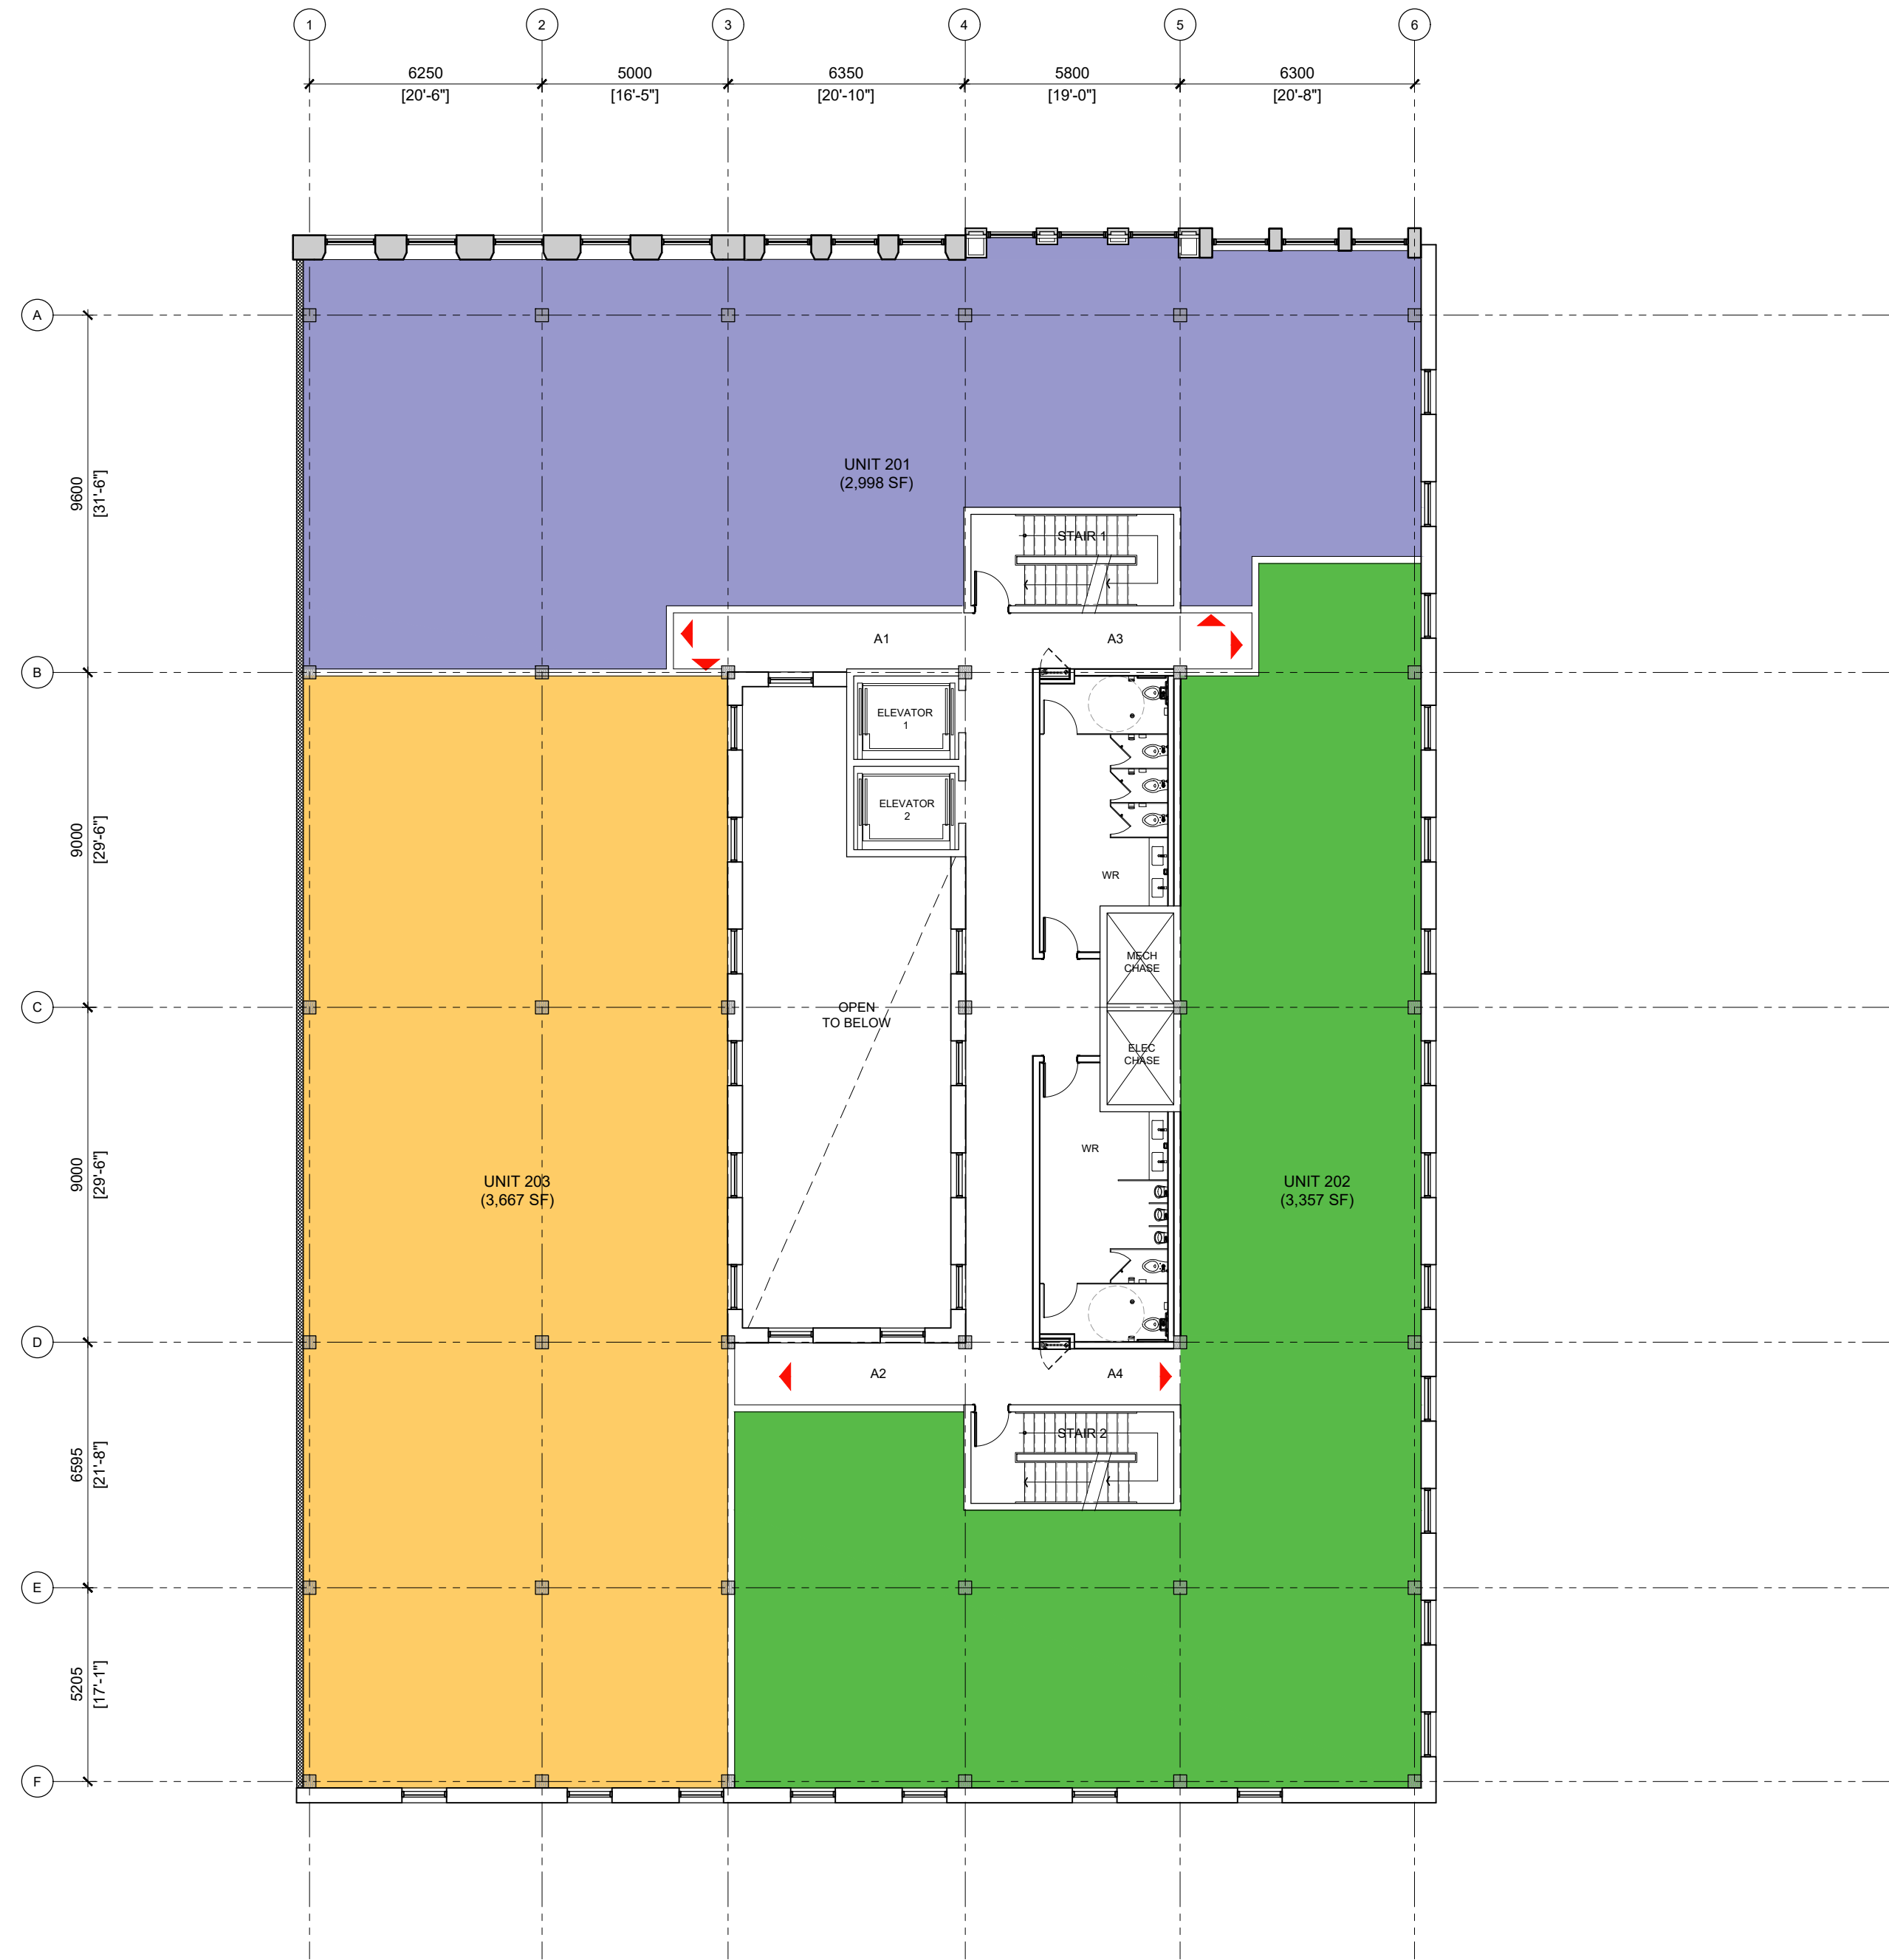 1
2
3
4
5
6
6250
5000
6350
5800
6300
[20'-6"]
[16'-5"]
[20'-10"]
[19'-0"]
[20'-8"]
A
UNIT 201
(2,998 SF)
9600
[31'-6"]
STAIR 1
A1
A3
B
ELEVATOR
1
ELEVATOR
2
9000
[29'-6"]
WR
MECH
CHASE
C
OPEN
TO BELOW
ELEC
CHASE
WR
9000
[29'-6"]
UNIT 203
(3,667 SF)
UNIT 202
(3,357 SF)
D
A2
A4
STAIR 2
6595
[21'-8"]
E
5205
[17'-1"]
F